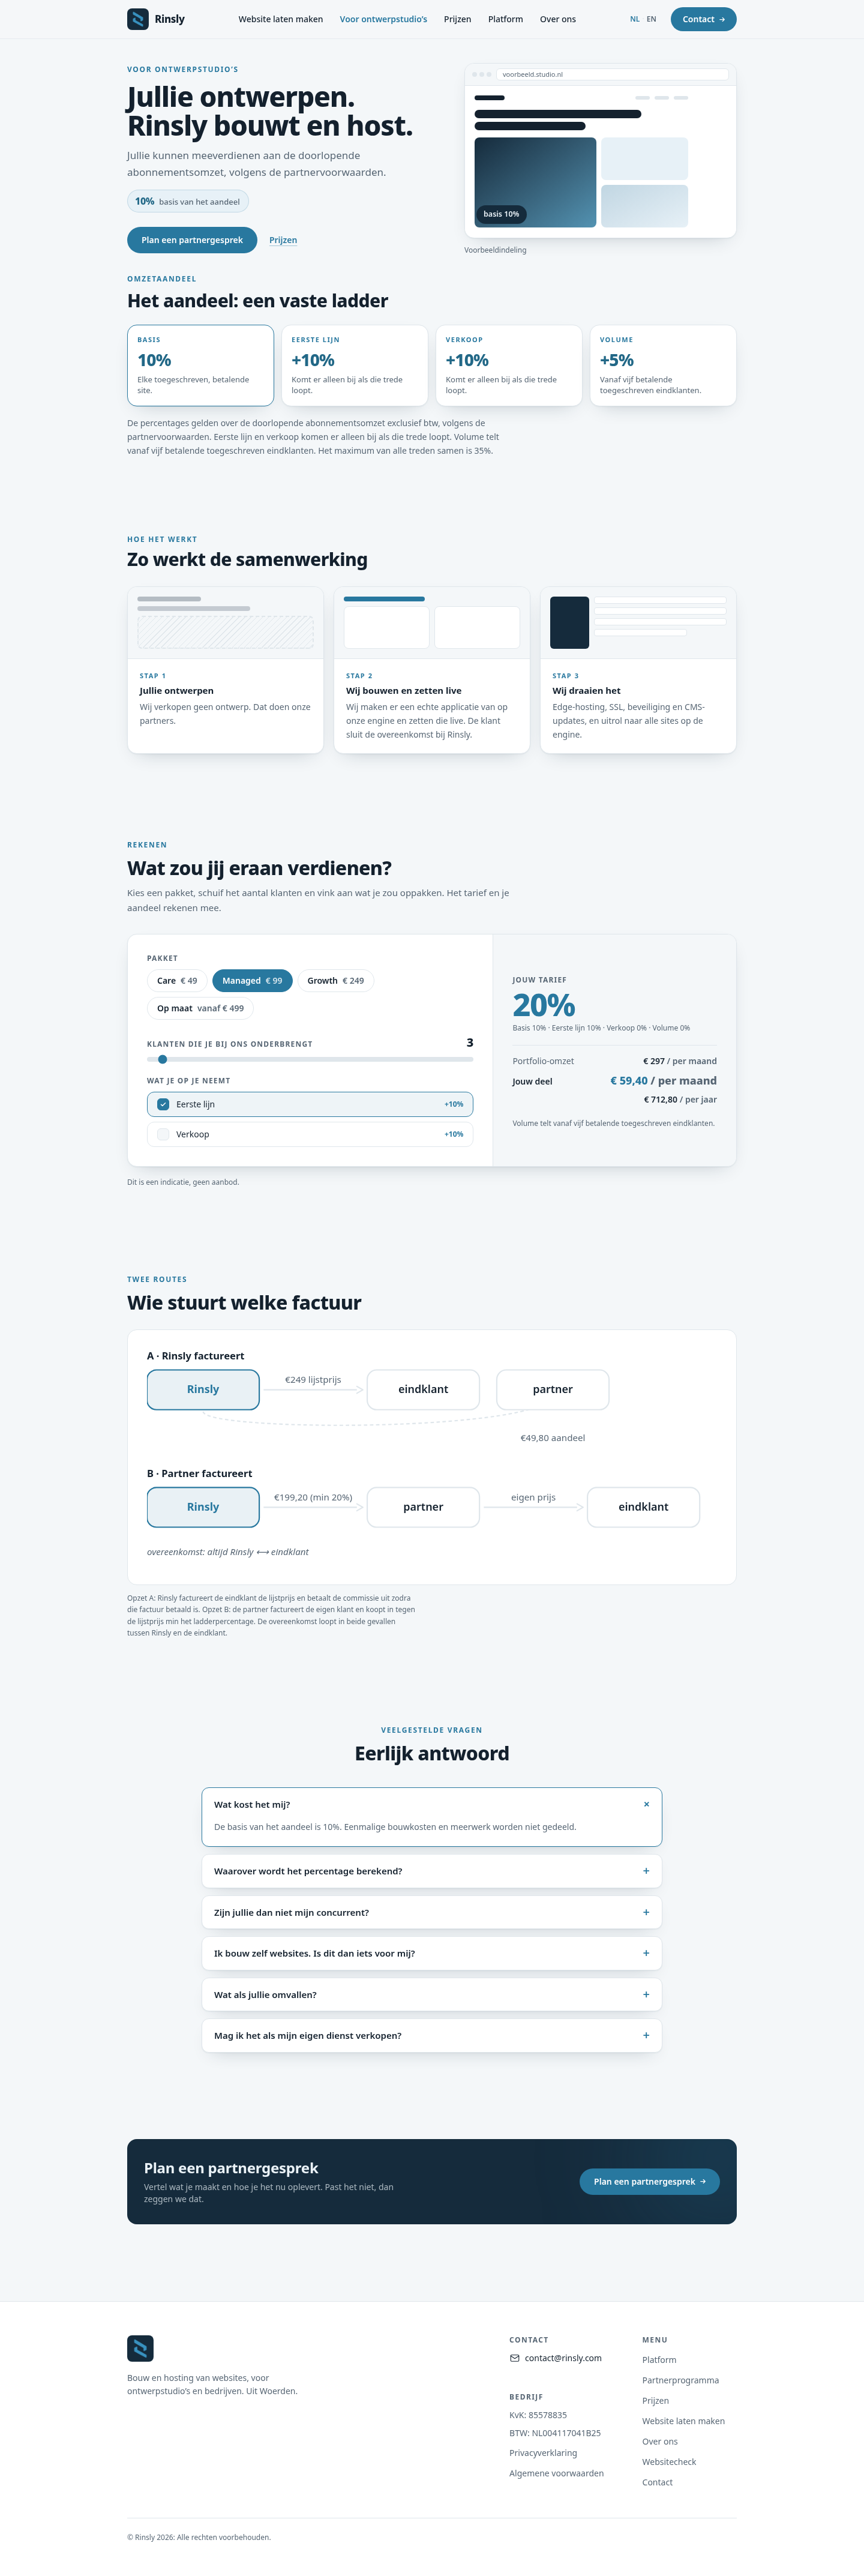 Rinsly
Website laten maken
Voor ontwerpstudio's
Prijzen
Platform
Over ons
NL EN
Contact →
VOOR ONTWERPSTUDIO'S
Jullie ontwerpen.
Rinsly bouwt en host.
Jullie kunnen meeverdienen aan de doorlopende
abonnementsomzet, volgens de partnervoorwaarden.
10% basis van het aandeel
Plan een partnergesprek
Prijzen
voorbeeld.studio.nl
basis 10%
Voorbeeldindeling
OMZETAANDEEL
Het aandeel: een vaste ladder
BASIS
10%
Elke toegeschreven, betalende
site.
EERSTE LIJN
+10%
Komt er alleen bij als die trede
loopt.
VERKOOP
+10%
Komt er alleen bij als die trede
loopt.
VOLUME
+5%
Vanaf vijf betalende
toegeschreven eindklanten.
De percentages gelden over de doorlopende abonnementsomzet exclusief btw, volgens de
partnervoorwaarden. Eerste lijn en verkoop komen er alleen bij als die trede loopt. Volume telt
vanaf vijf betalende toegeschreven eindklanten. Het maximum van alle treden samen is 35%.
HOE HET WERKT
Zo werkt de samenwerking
STAP 1
Jullie ontwerpen
Wij verkopen geen ontwerp. Dat doen onze
partners.
STAP 2
Wij bouwen en zetten live
Wij maken er een echte applicatie van op
onze engine en zetten die live. De klant
sluit de overeenkomst bij Rinsly.
STAP 3
Wij draaien het
Edge-hosting, SSL, beveiliging en CMS-
updates, en uitrol naar alle sites op de
engine.
REKENEN
Wat zou jij eraan verdienen?
Kies een pakket, schuif het aantal klanten en vink aan wat je zou oppakken. Het tarief en je
aandeel rekenen mee.
PAKKET
Care € 49
Managed € 99
Growth € 249
Op maat vanaf € 499
KLANTEN DIE JE BIJ ONS ONDERBRENGT
3
WAT JE OP JE NEEMT
Eerste lijn
+10%
Verkoop
+10%
JOUW TARIEF
20%
Basis 10% · Eerste lijn 10% · Verkoop 0% · Volume 0%
Portfolio-omzet
€ 297 / per maand
Jouw deel
€ 59,40 / per maand
€ 712,80 / per jaar
Volume telt vanaf vijf betalende toegeschreven eindklanten.
Dit is een indicatie, geen aanbod.
TWEE ROUTES
Wie stuurt welke factuur
A · Rinsly factureert
Rinsly
€249 lijstprijs
eindklant
partner
€49,80 aandeel
B · Partner factureert
Rinsly
€199,20 (min 20%)
partner
eigen prijs
eindklant
overeenkomst: altijd Rinsly ⟷ eindklant
Opzet A: Rinsly factureert de eindklant de lijstprijs en betaalt de commissie uit zodra
die factuur betaald is. Opzet B: de partner factureert de eigen klant en koopt in tegen
de lijstprijs min het ladderpercentage. De overeenkomst loopt in beide gevallen
tussen Rinsly en de eindklant.
VEELGESTELDE VRAGEN
Eerlijk antwoord
Wat kost het mij?
De basis van het aandeel is 10%. Eenmalige bouwkosten en meerwerk worden niet gedeeld.
Waarover wordt het percentage berekend?
Zijn jullie dan niet mijn concurrent?
Ik bouw zelf websites. Is dit dan iets voor mij?
Wat als jullie omvallen?
Mag ik het als mijn eigen dienst verkopen?
Plan een partnergesprek
Vertel wat je maakt en hoe je het nu oplevert. Past het niet, dan
zeggen we dat.
Plan een partnergesprek →
Bouw en hosting van websites, voor
ontwerpstudio's en bedrijven. Uit Woerden.
CONTACT
contact@rinsly.com
BEDRIJF
KvK: 85578835
BTW: NL004117041B25
Privacyverklaring
Algemene voorwaarden
MENU
Platform
Partnerprogramma
Prijzen
Website laten maken
Over ons
Websitecheck
Contact
© Rinsly 2026: Alle rechten voorbehouden.